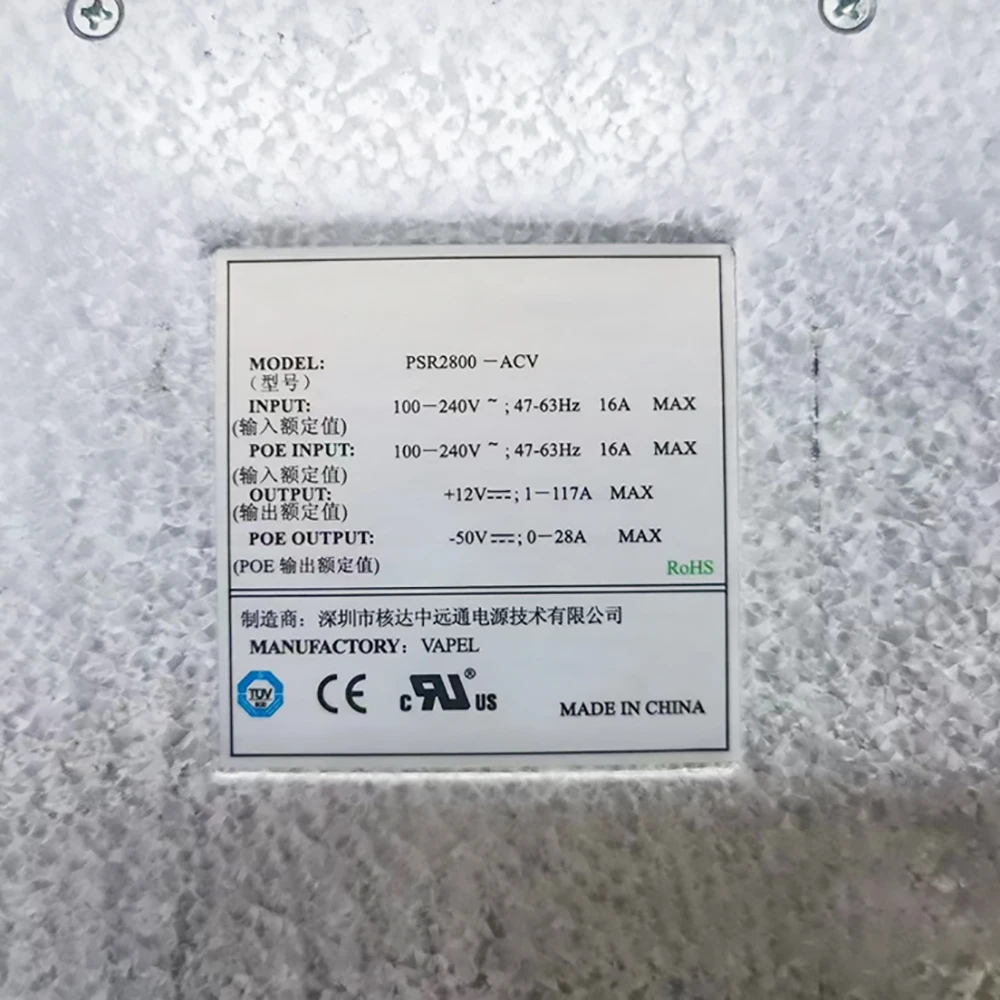 MODEL: PSR2800－ACV
（型号）
INPUT: 100－240V ~ ; 47-63Hz 16A MAX
(输入额定值)
POE INPUT: 100－240V ~ ; 47-63Hz 16A MAX
(输入额定值)
OUTPUT: +12V⎓; 1－117A MAX
(输出额定值)
POE OUTPUT: -50V⎓; 0－28A MAX
(POE 输出额定值)
RoHS
制造商：深圳市核达中远通电源技术有限公司
MANUFACTORY：VAPEL
TUV CE c RU ® US
MADE IN CHINA